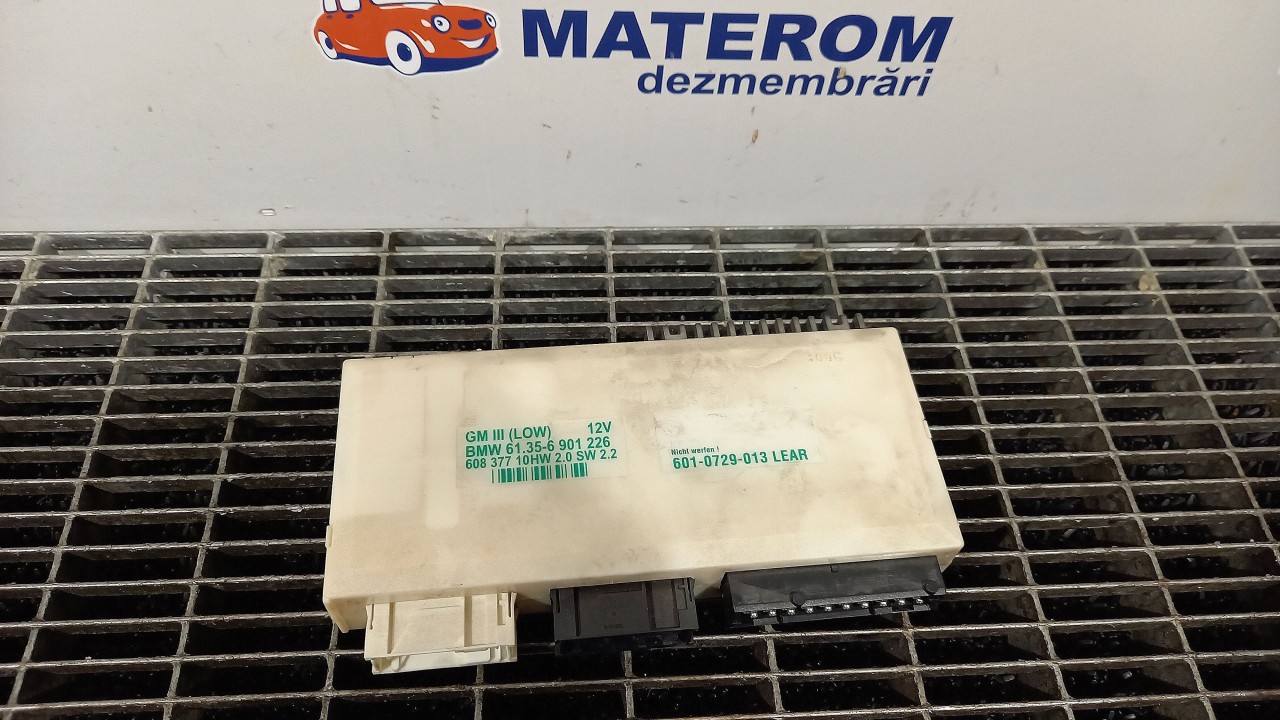 MATEROM
dezmembrări
GM III (LOW) 12V
BMW 61.35-6 901 226
608 377 10HW 2.0 SW 2.2
Nicht werfen !
601-0729-013 LEAR